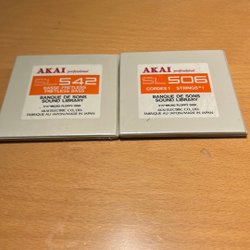 AKAI professional
SL 542
BASSE FRETLESS
FRETLESS BASS
BANQUE DE SONS
SOUND LIBRARY
AKAI ELECTRIC CO., LTD.
FABRIQUE AU JAPON/MADE IN JAPAN
AKAI professional
SL 506
CORDES 1 STRINGS 1
BANQUE DE SONS
SOUND LIBRARY
AKAI ELECTRIC CO., LTD.
FABRIQUE AU JAPON/MADE IN JAPAN